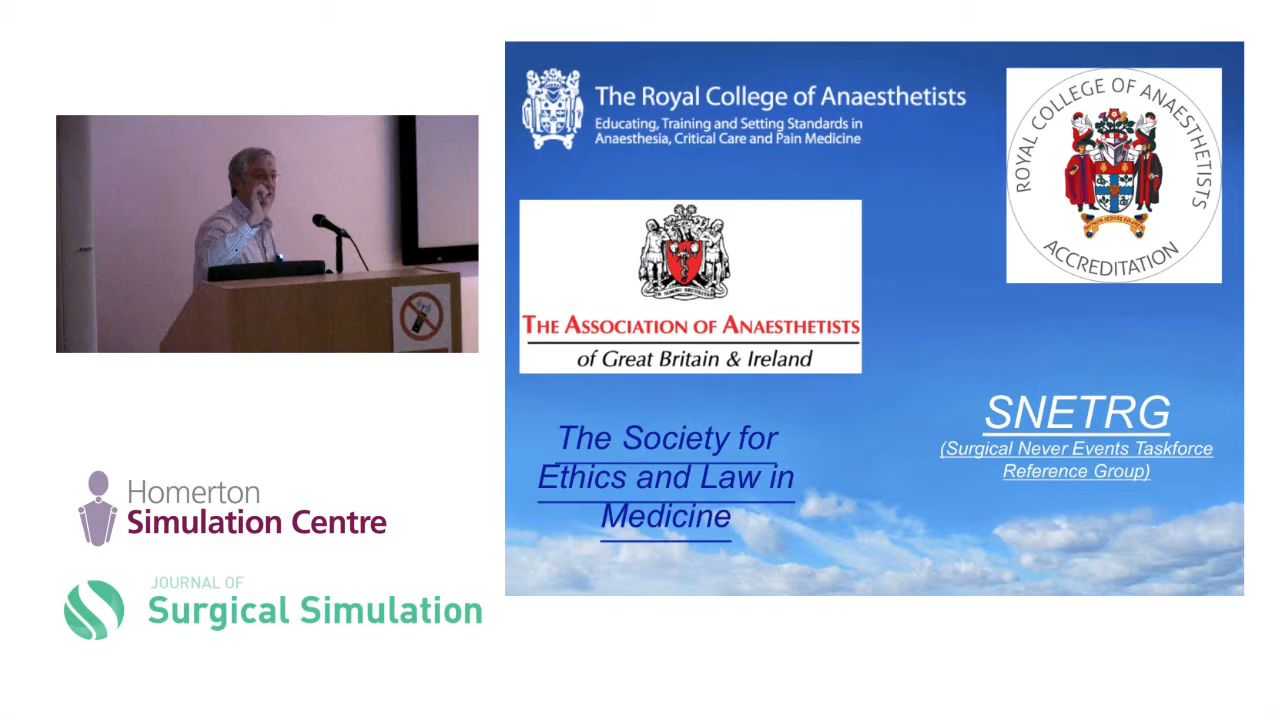 The Royal College of Anaesthetists
Educating, Training and Setting Standards in
Anaesthesia, Critical Care and Pain Medicine
ROYAL COLLEGE OF ANAESTHETISTS
ACCREDITATION
THE ASSOCIATION OF ANAESTHETISTS
of Great Britain & Ireland
SNETRG
(Surgical Never Events Taskforce
Reference Group)
The Society for
Ethics and Law in
Medicine
Homerton
Simulation Centre
JOURNAL OF
Surgical Simulation